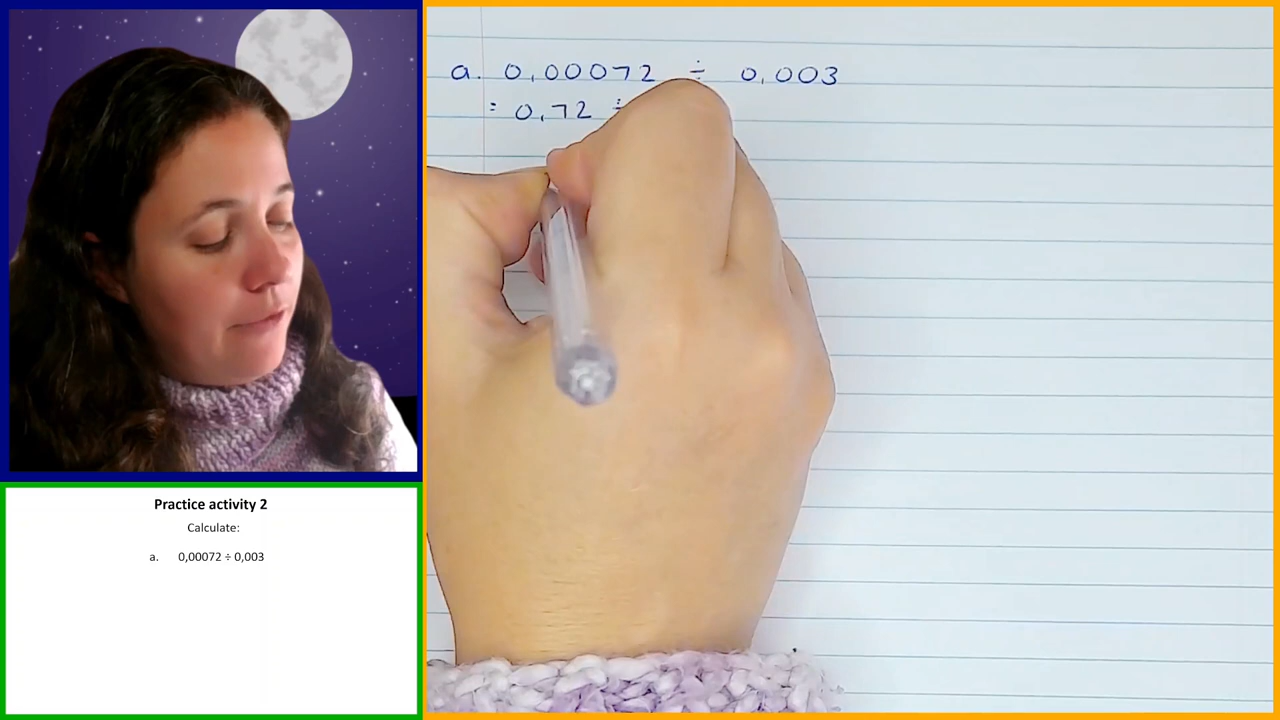 a. 0,00072 ÷ 0,003
= 0,72 ÷
Practice activity 2
Calculate:
a. 0,00072 ÷ 0,003